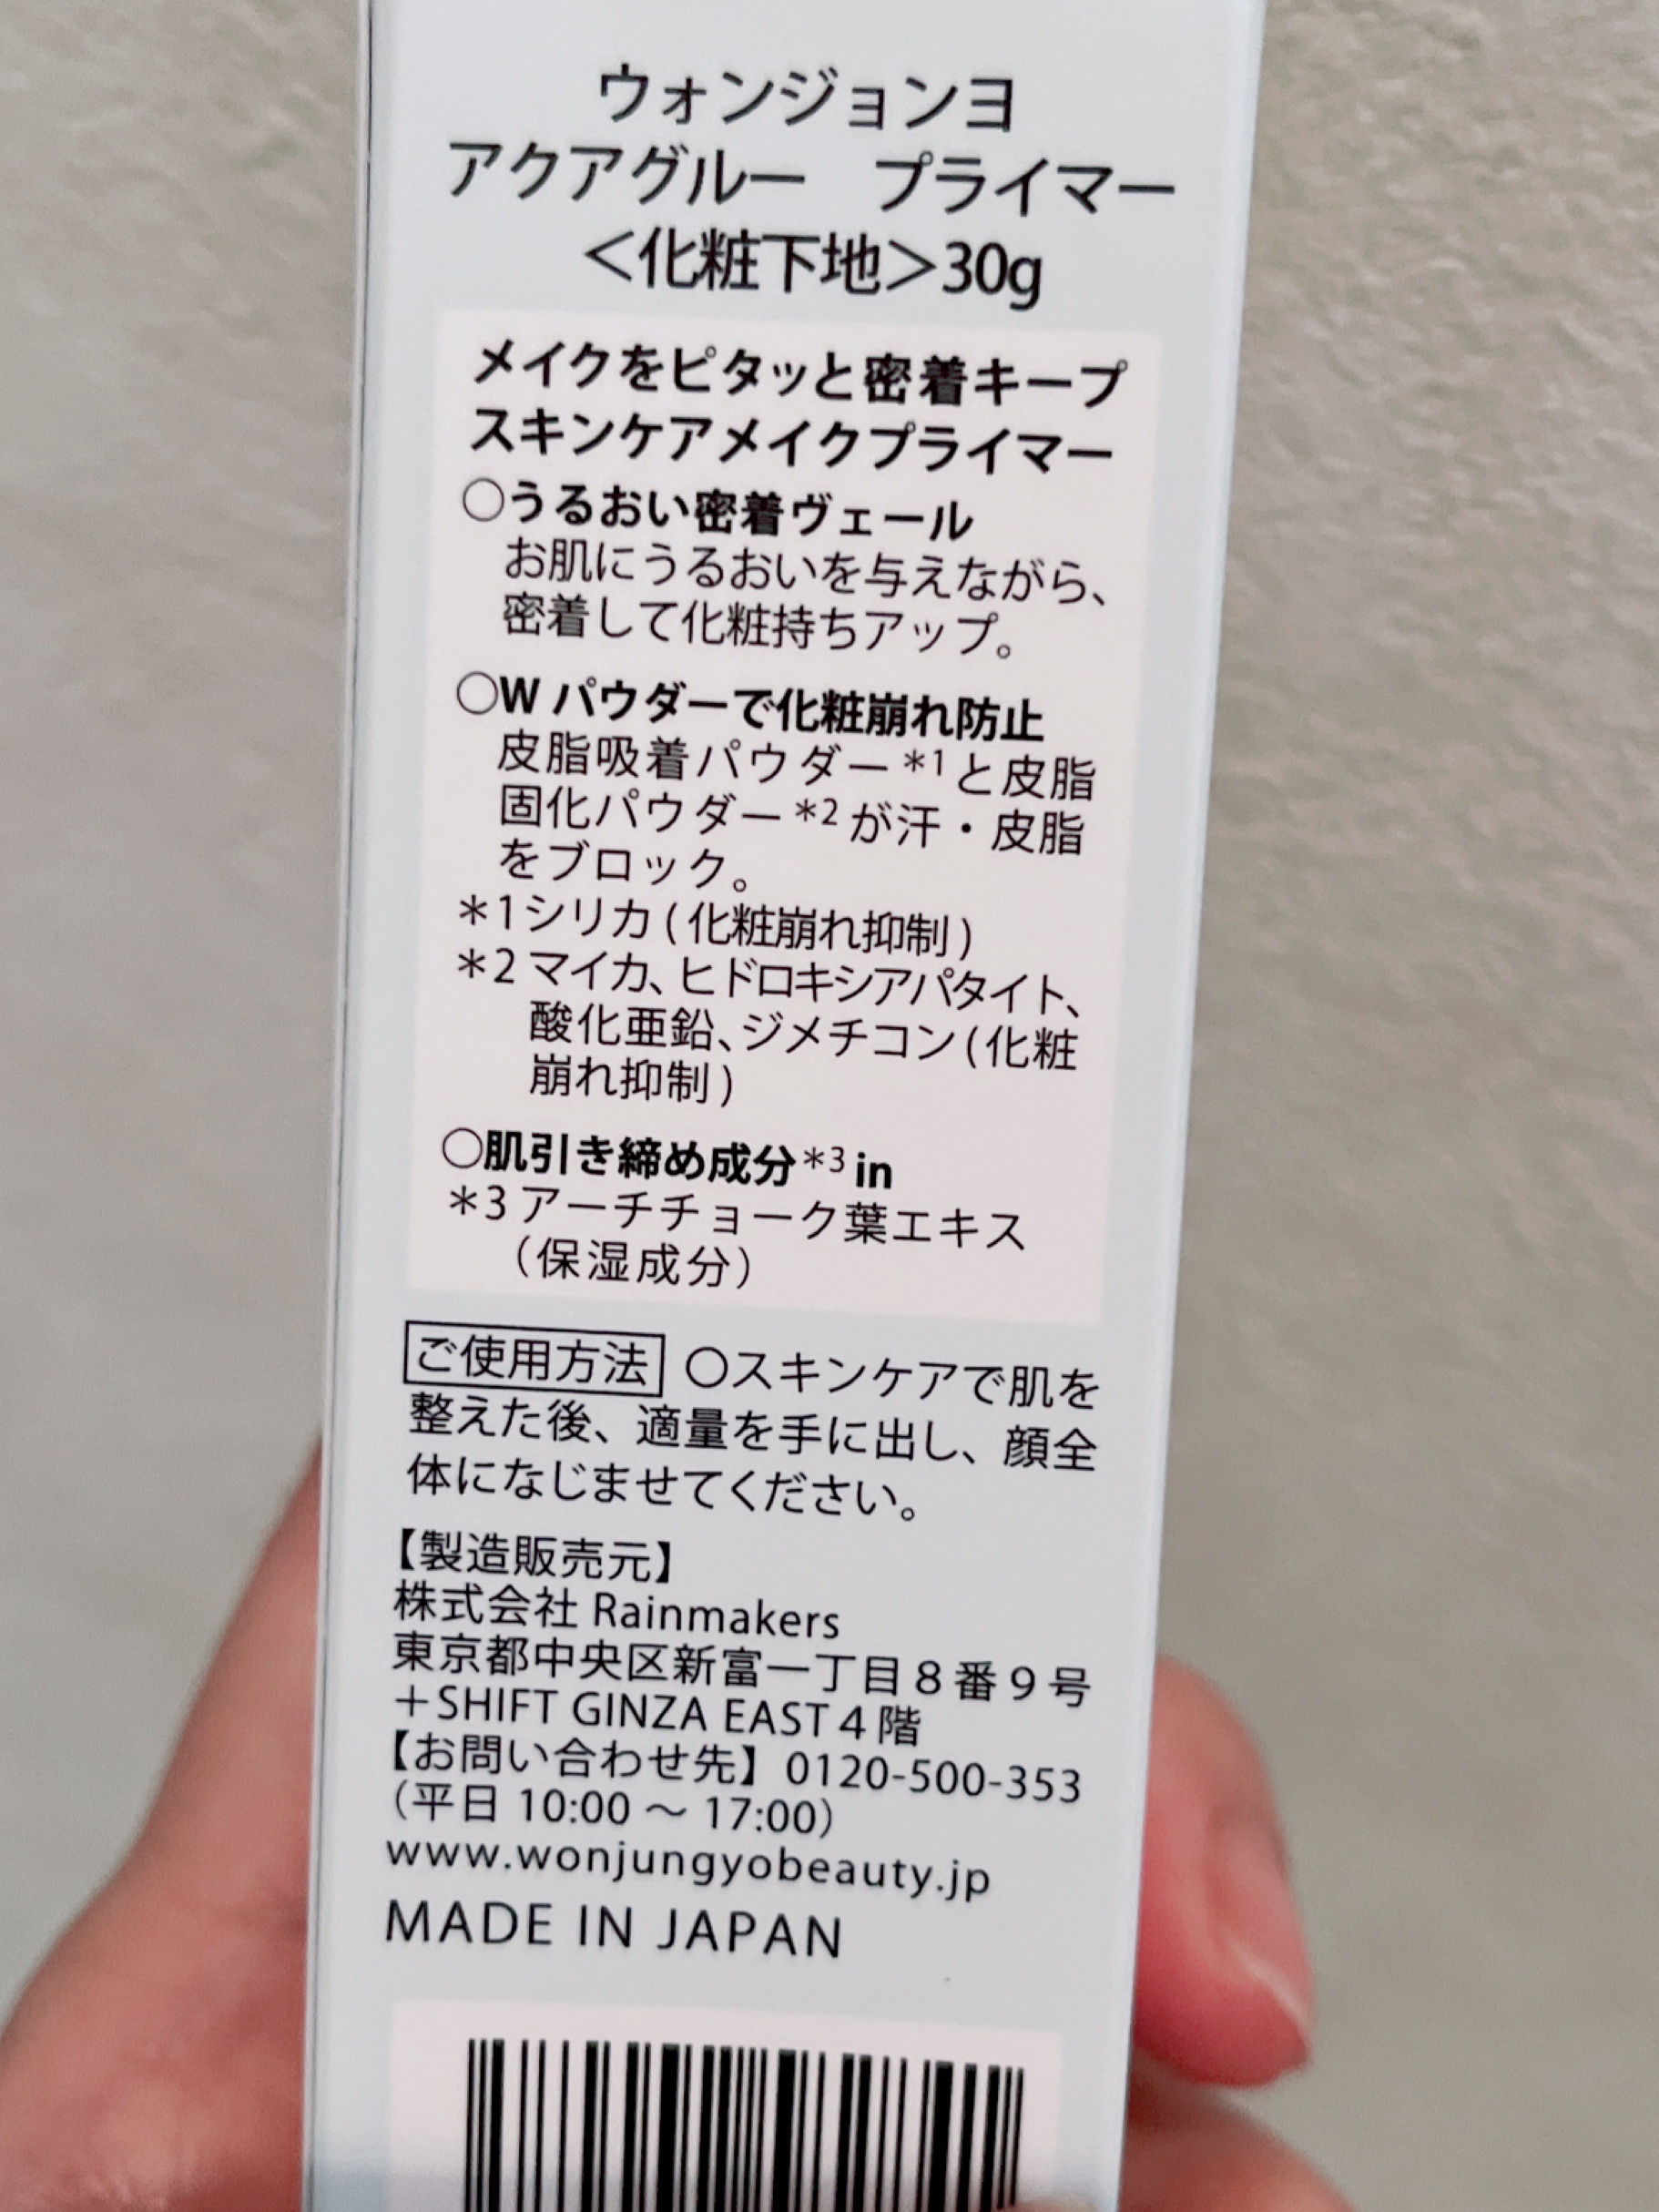 ウォンジョンヨ
アクアグルー　プライマー
＜化粧下地＞30g
メイクをピタッと密着キープ
スキンケアメイクプライマー
○うるおい密着ヴェール
お肌にうるおいを与えながら、
密着して化粧持ちアップ。
○W パウダーで化粧崩れ防止
皮脂吸着パウダー*1と皮脂
固化パウダー*2が汗・皮脂
をブロック。
＊1シリカ(化粧崩れ抑制)
＊2 マイカ、ヒドロキシアパタイト、
酸化亜鉛、ジメチコン(化粧
崩れ抑制)
○肌引き締め成分*3 in
＊3 アーチチョーク葉エキス
（保湿成分）
ご使用方法 ○スキンケアで肌を
整えた後、適量を手に出し、顔全
体になじませてください。
【製造販売元】
株式会社 Rainmakers
東京都中央区新富一丁目８番９号
＋SHIFT GINZA EAST４階
【お問い合わせ先】0120-500-353
（平日 10:00 ～ 17:00）
www.wonjungyobeauty.jp
MADE IN JAPAN